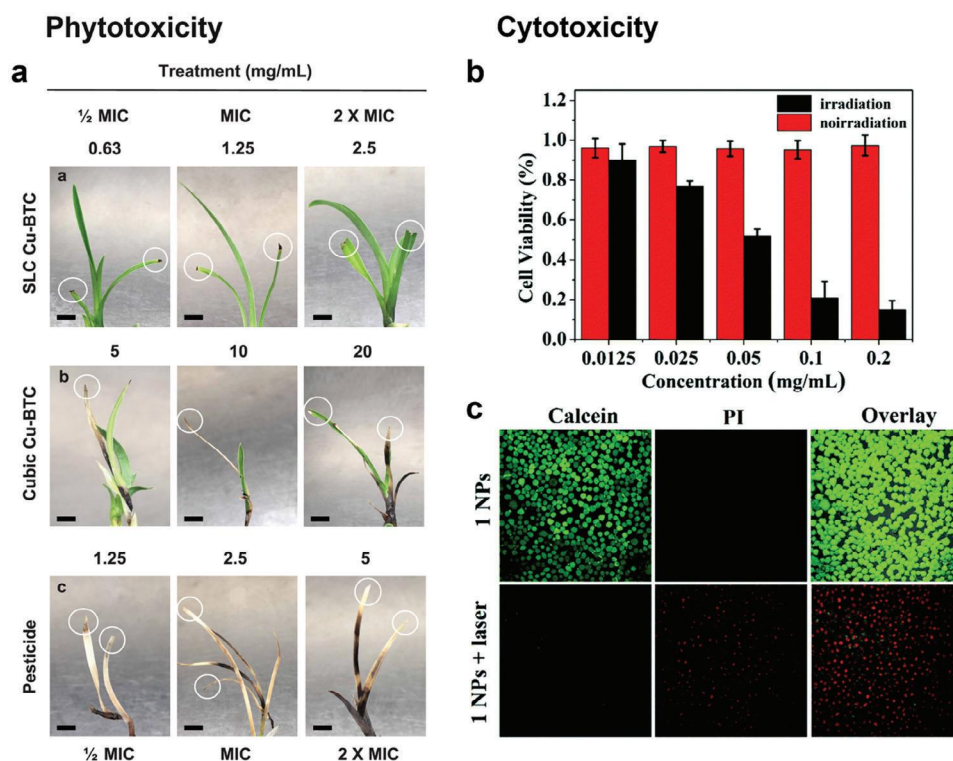 Phytotoxicity
Cytotoxicity
a
Treatment (mg/mL)
½ MIC MIC 2 X MIC
0.63 1.25 2.5
SLC Cu-BTC
a
5 10 20
Cubic Cu-BTC
b
1.25 2.5 5
Pesticide
c
½ MIC MIC 2 X MIC
b
irradiation
noirradiation
Cell Viability (%)
1.2
1.0
0.8
0.6
0.4
0.2
0.0
0.0125 0.025 0.05 0.1 0.2
Concentration (mg/mL)
c
Calcein PI Overlay
1 NPs
1 NPs + laser